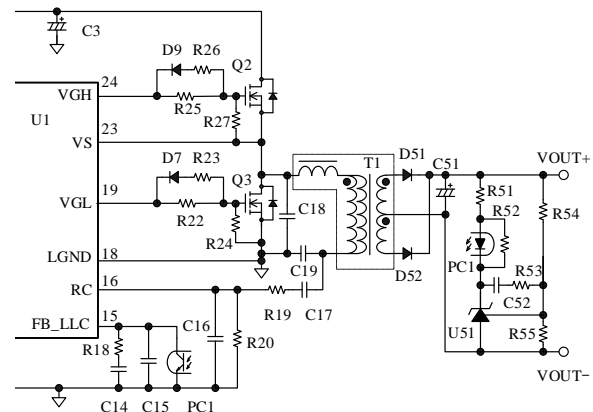 C3
D9 R26
Q2
24
VGH
R25
U1
R27
23
VS
D7 R23
Q3
19
VGL
R22
R24
C18
T1
D51
C51
VOUT+
R51
R52
R54
PC1
R53
C52
U51
R55
D52
VOUT−
LGND
18
C19
RC
16
R19 C17
FB_LLC
15
C16
R20
R18
C14 C15 PC1